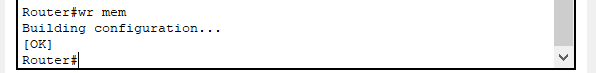 Router#wr mem
Building configuration...
[OK]
Router#